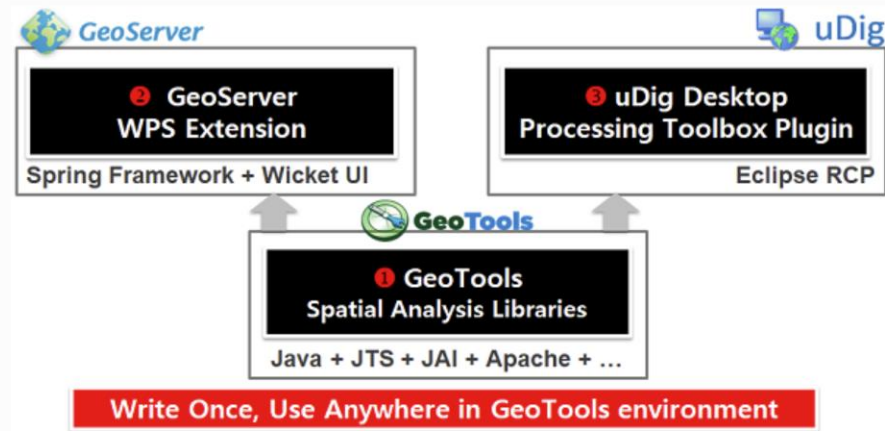 GeoServer
uDig
❷ GeoServer
WPS Extension
Spring Framework + Wicket UI
❸ uDig Desktop
Processing Toolbox Plugin
Eclipse RCP
GeoTools
❶ GeoTools
Spatial Analysis Libraries
Java + JTS + JAI + Apache + …
Write Once, Use Anywhere in GeoTools environment